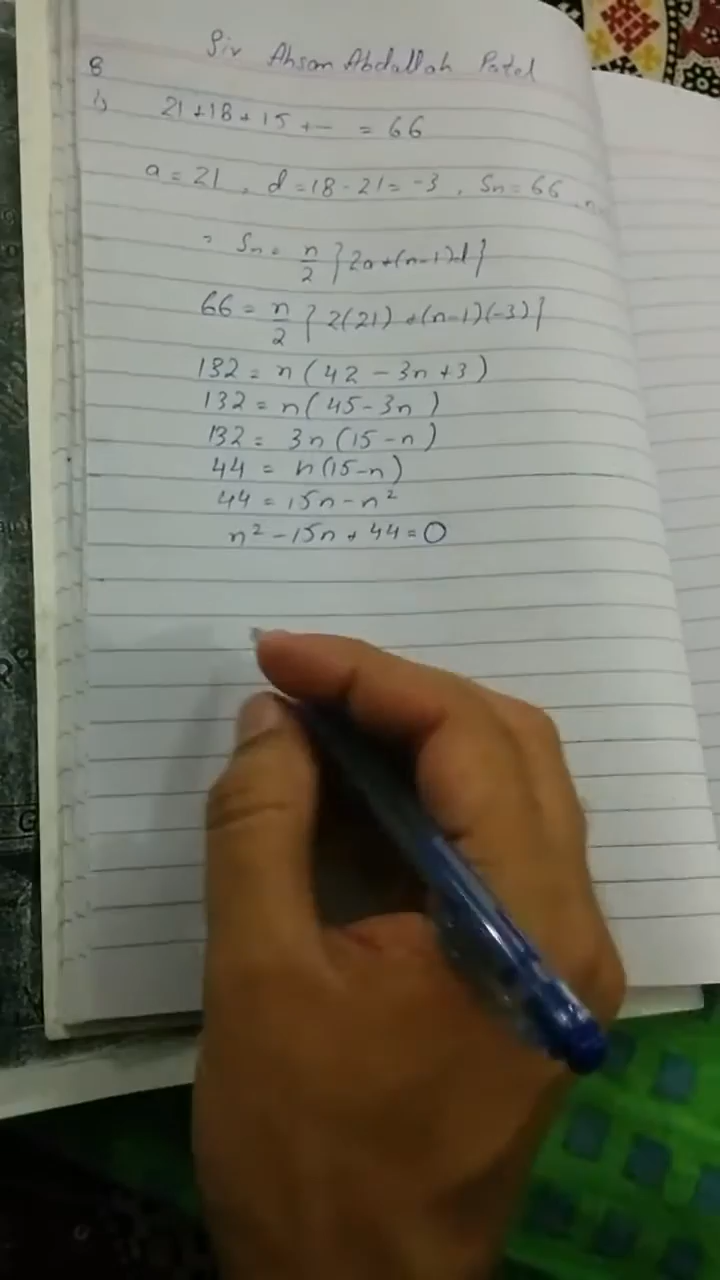 Sir Ahsan Abdallah Patel
8
i) 21 + 18 + 15 + — = 66
a = 21, d = 18 - 21 = -3, Sn = 66, n
Sn = n/2 {2a + (n-1)d}
66 = n/2 {2(21) + (n-1)(-3)}
132 = n(42 - 3n + 3)
132 = n(45 - 3n)
132 = 3n(15 - n)
44 = n(15 - n)
44 = 15n - n²
n² - 15n + 44 = 0